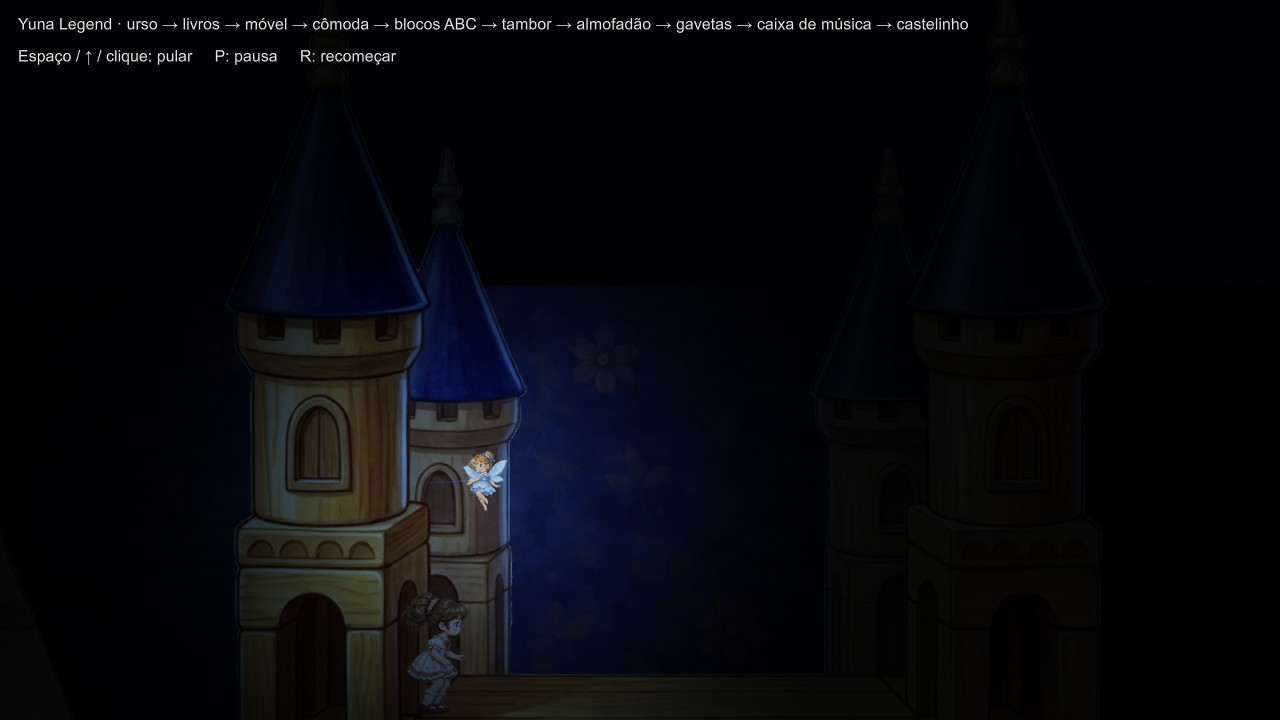 Yuna Legend · urso → livros → móvel → cômoda → blocos ABC → tambor → almofadão → gavetas → caixa de música → castelinho
Espaço / ↑ / clique: pular P: pausa R: recomeçar